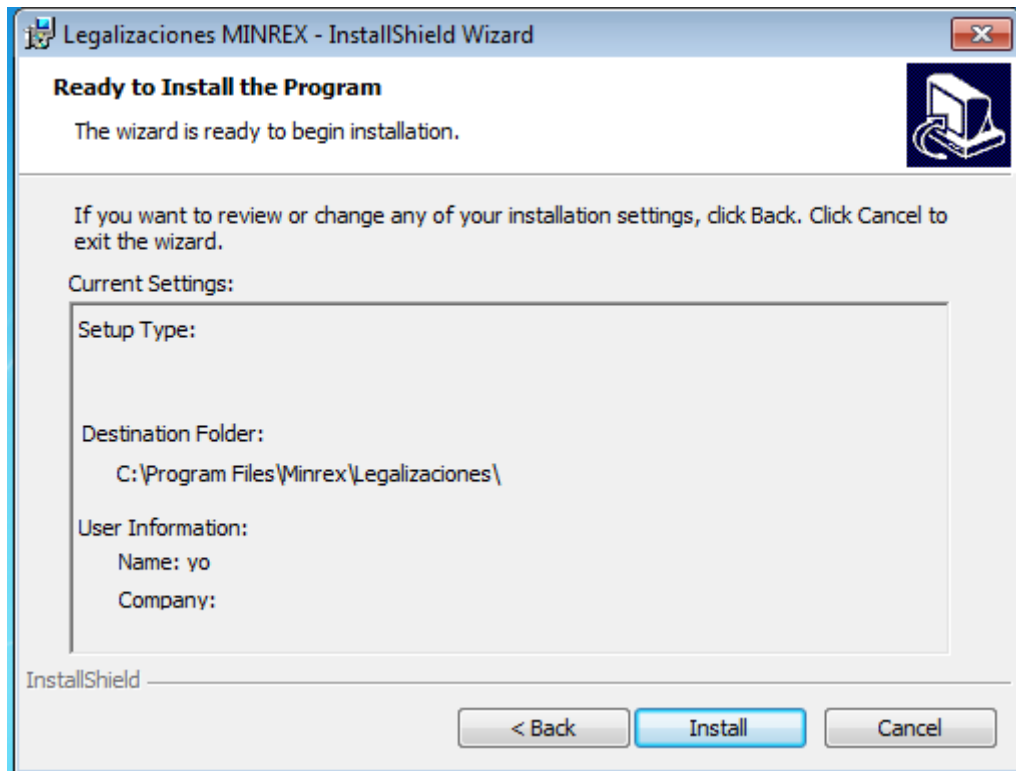 Legalizaciones MINREX - InstallShield Wizard
Ready to Install the Program
The wizard is ready to begin installation.
If you want to review or change any of your installation settings, click Back. Click Cancel to
exit the wizard.
Current Settings:
Setup Type:
Destination Folder:
C:\Program Files\Minrex\Legalizaciones\
User Information:
Name: yo
Company:
InstallShield
< Back
Install
Cancel